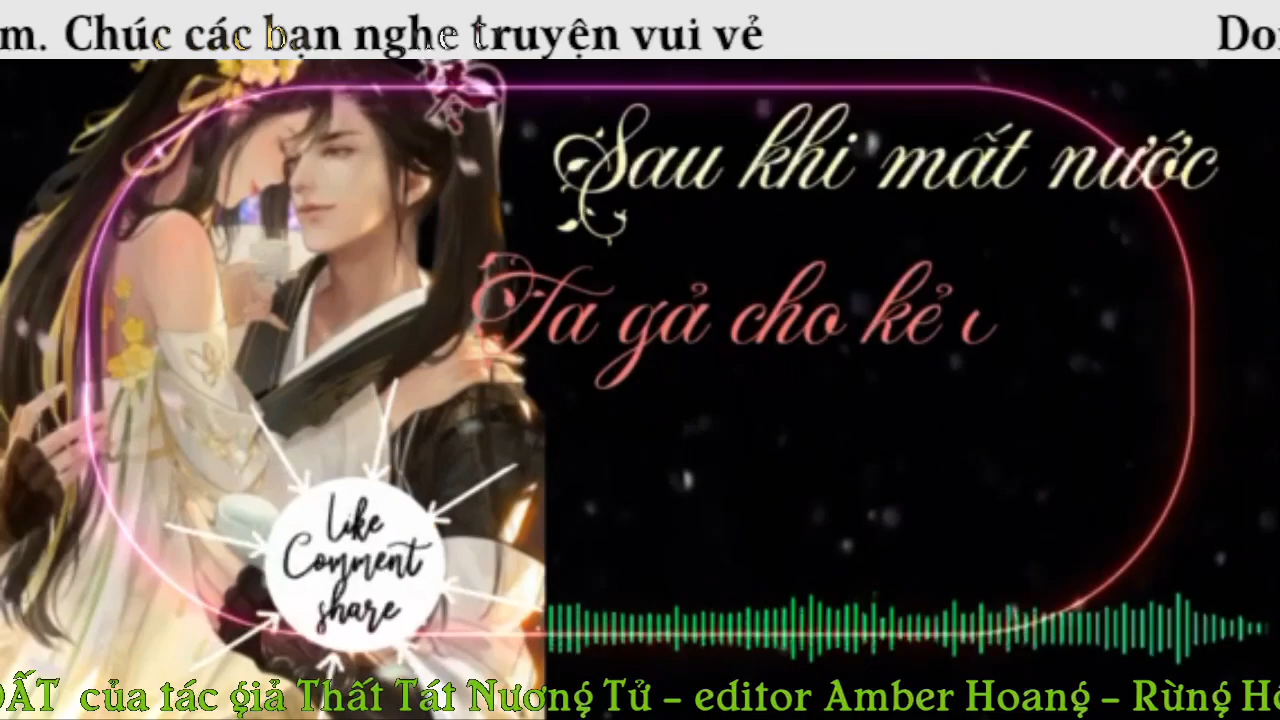 m. Chúc các bạn nghe truyện vui vẻ
Sau khi mất nước
Ta gả cho kẻ
like
Comment
share
của tác giả Thất Tát Nương Tử – editor Amber Hoang – Rừng